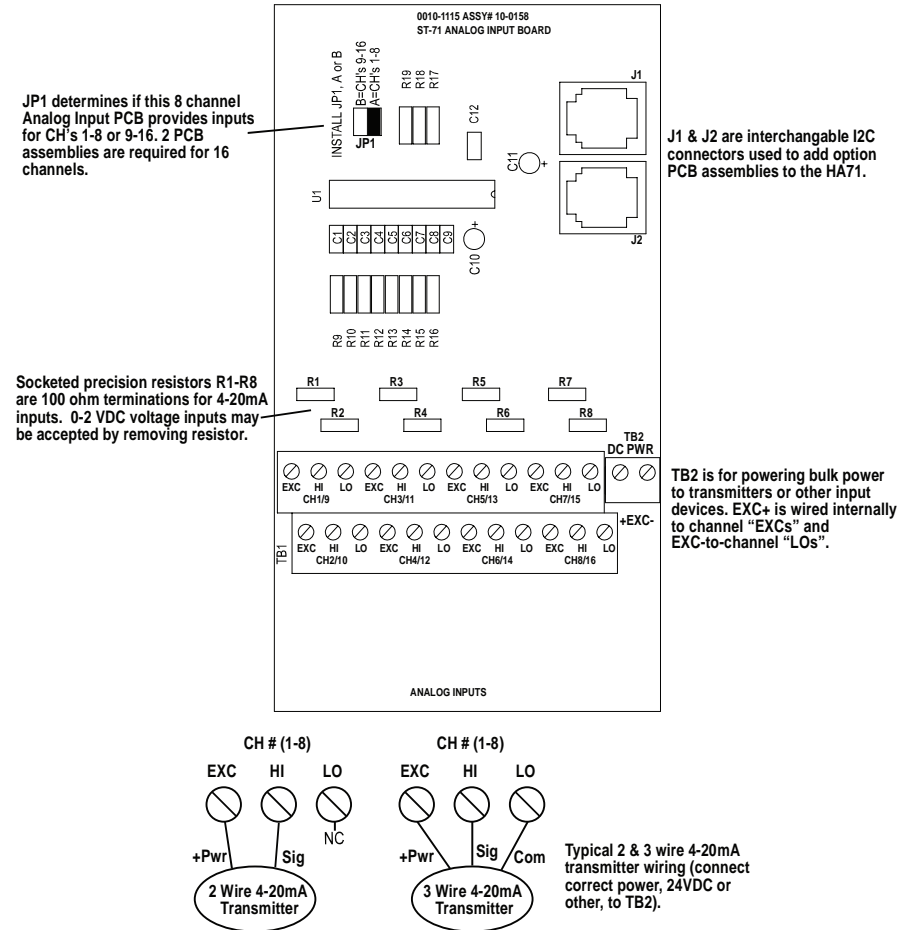 0010-1115 ASSY# 10-0158
ST-71 ANALOG INPUT BOARD
INSTALL JP1, A or B
B=CH's 9-16
A=CH's 1-8
JP1
R19
R18
R17
C12
C11
+
J1
J2
JP1 determines if this 8 channel
Analog Input PCB provides inputs
for CH's 1-8 or 9-16. 2 PCB
assemblies are required for 16
channels.
J1 & J2 are interchangable I2C
connectors used to add option
PCB assemblies to the HA71.
U1
C1
C2
C3
C4
C5
C6
C7
C8
C9
+
C10
R9
R10
R11
R12
R13
R14
R15
R16
Socketed precision resistors R1-R8
are 100 ohm terminations for 4-20mA
inputs. 0-2 VDC voltage inputs may
be accepted by removing resistor.
R1 R3 R5 R7
R2 R4 R6 R8
TB2
DC PWR
EXC HI LO EXC HI LO EXC HI LO EXC HI LO
CH1/9 CH3/11 CH5/13 CH7/15
+EXC-
TB1
EXC HI LO EXC HI LO EXC HI LO EXC HI LO
CH2/10 CH4/12 CH6/14 CH8/16
TB2 is for powering bulk power
to transmitters or other input
devices. EXC+ is wired internally
to channel “EXCs” and
EXC-to-channel “LOs”.
ANALOG INPUTS
CH # (1-8)
EXC HI LO
NC
+Pwr Sig
2 Wire 4-20mA
Transmitter
CH # (1-8)
EXC HI LO
+Pwr Sig Com
3 Wire 4-20mA
Transmitter
Typical 2 & 3 wire 4-20mA
transmitter wiring (connect
correct power, 24VDC or
other, to TB2).